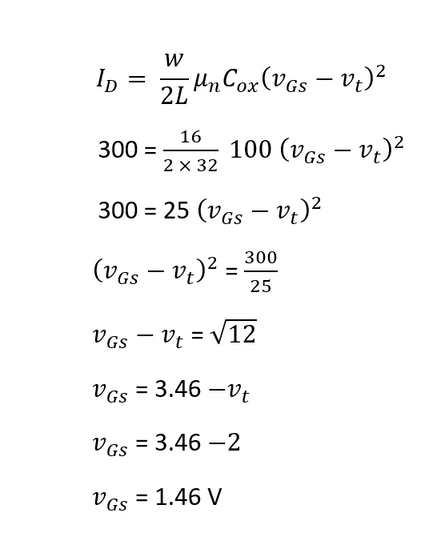 I_D = w/2L μ_n C_ox (v_Gs − v_t)²
300 = 16/2 × 32 100 (v_Gs − v_t)²
300 = 25 (v_Gs − v_t)²
(v_Gs − v_t)² = 300/25
v_Gs − v_t = √12
v_Gs = 3.46 −v_t
v_Gs = 3.46 −2
v_Gs = 1.46 V